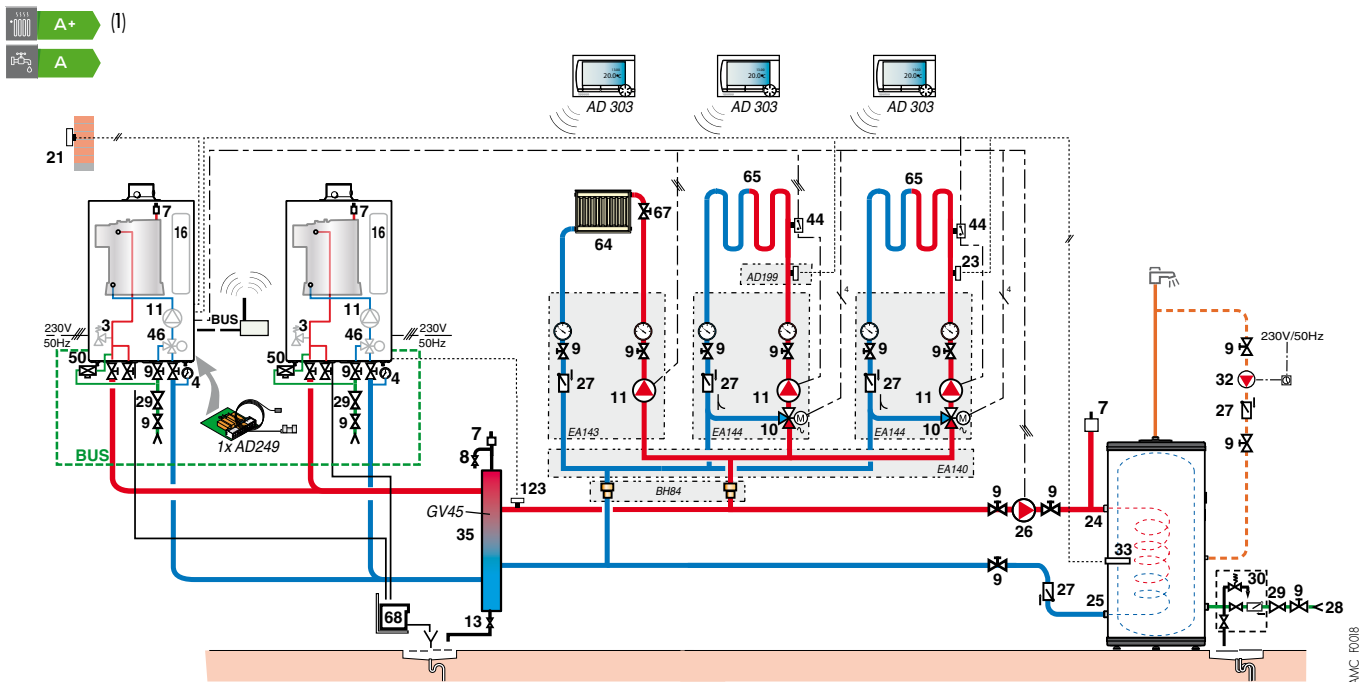 A+ (1)
A
AD 303 AD 303 AD 303
21
7 16 7 16
65 65
67 44 44
64 23
AD199
11 11
BUS
3 46 3 46
230V 50Hz
230V 50Hz
4 4
50 9 50 9 4
9 9 9 9 9 9
27 27 27
11 11 11
29 29
9 9
10 10
EA143 EA144 EA144
1x AD249
BUS
EA140
BH84
7
8
123
GV45
35
9 9
26
7
24
33
9
27
25
68
13
9
32
230V/50Hz
27
9
30 29 9 28
AMC_F0018